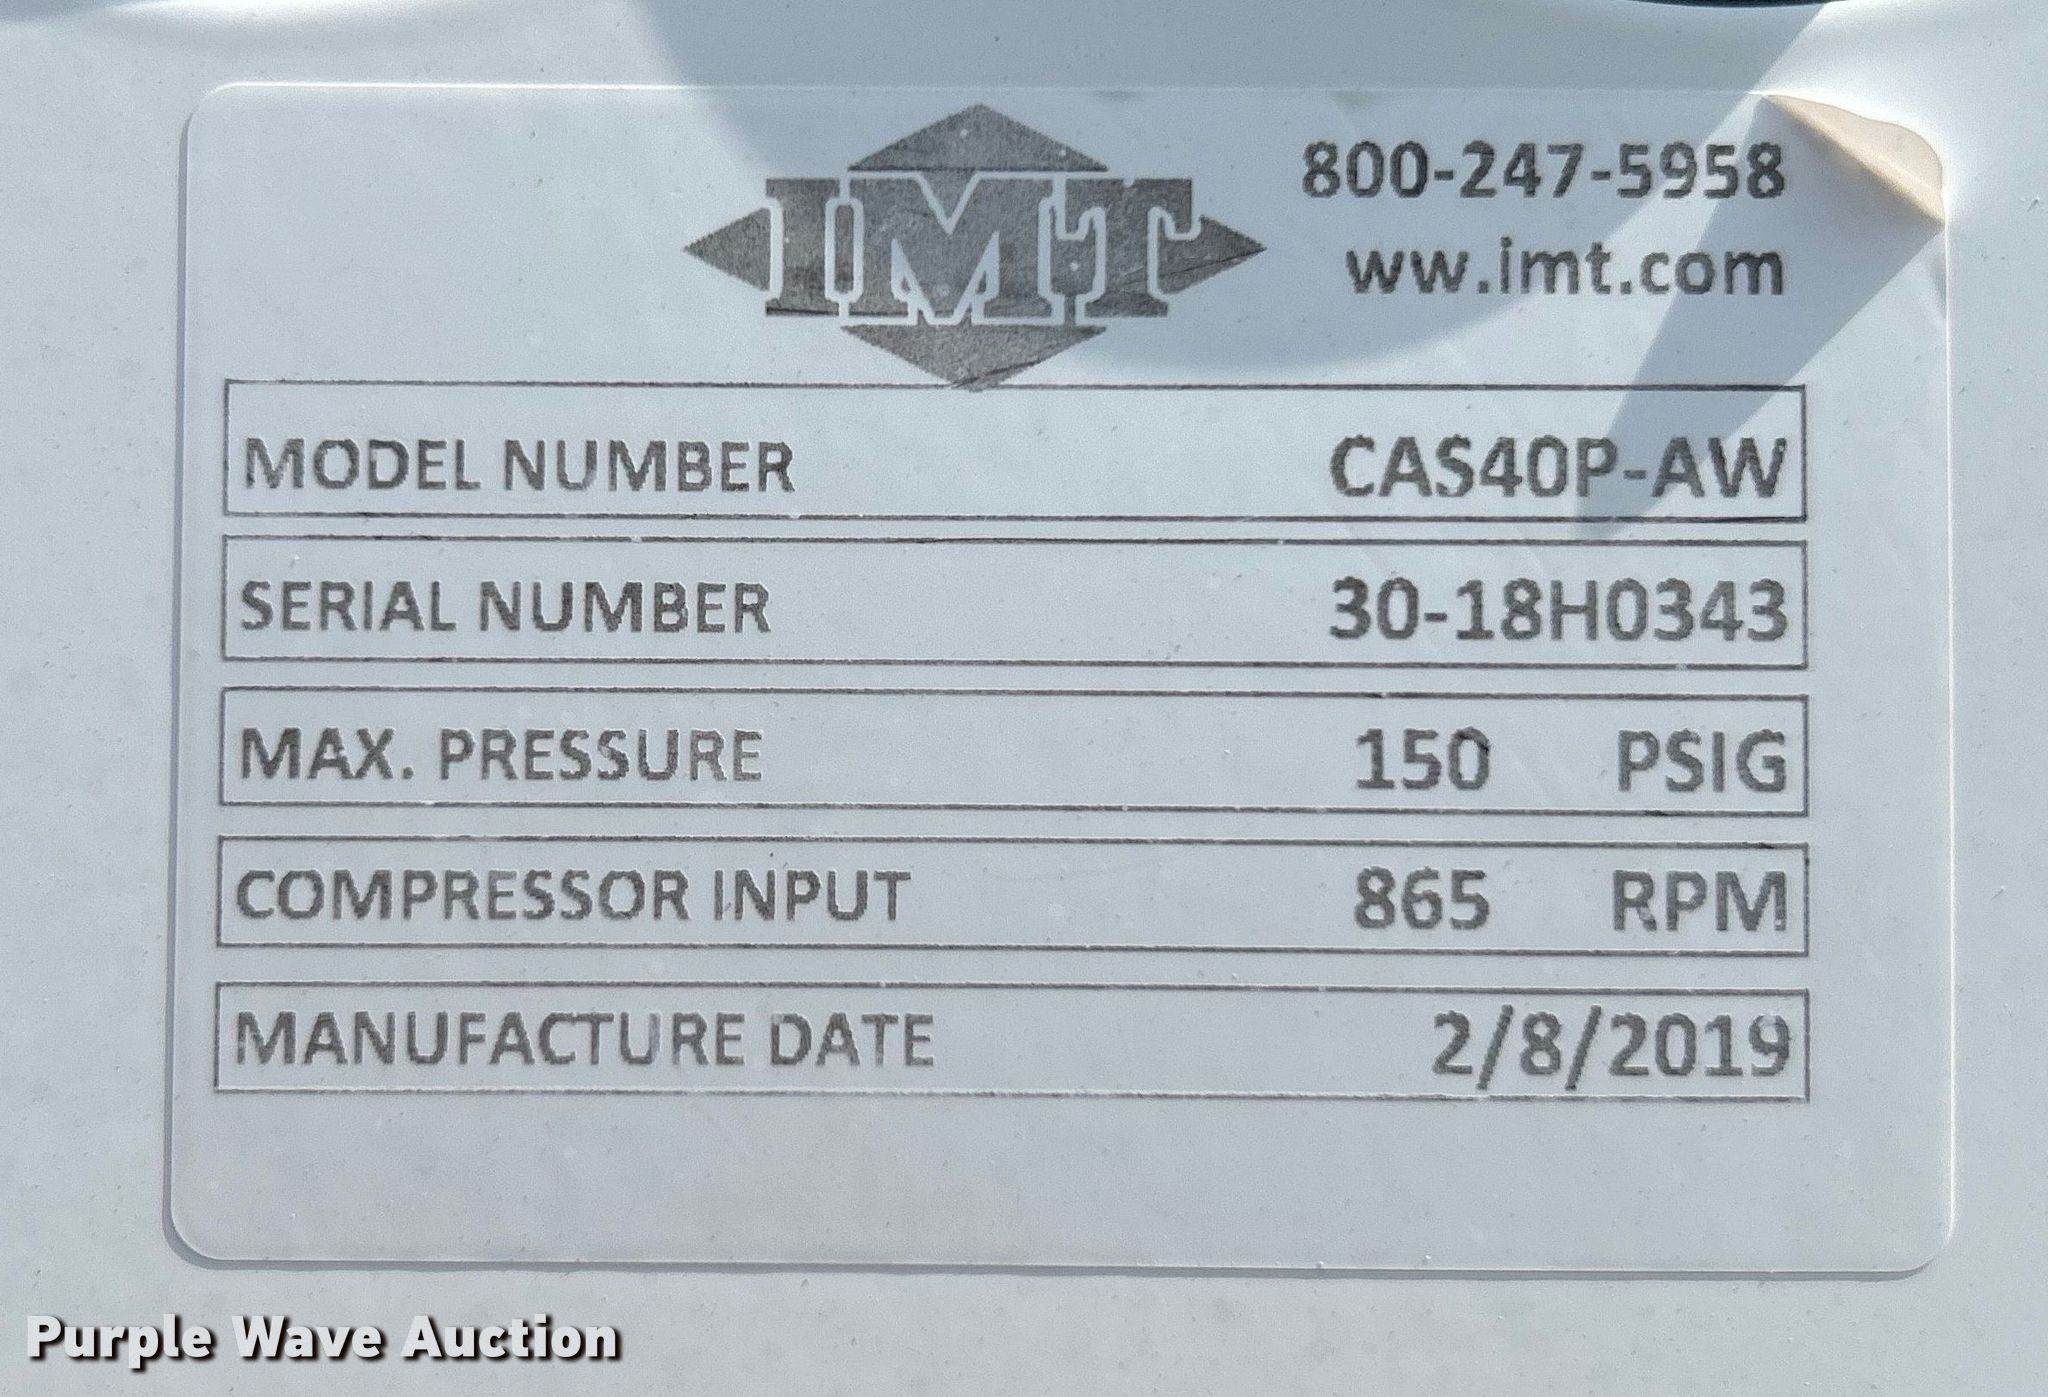 IMT
800-247-5958
ww.imt.com
MODEL NUMBER CAS40P-AW
SERIAL NUMBER 30-18H0343
MAX. PRESSURE 150 PSIG
COMPRESSOR INPUT 865 RPM
MANUFACTURE DATE 2/8/2019
Purple Wave Auction